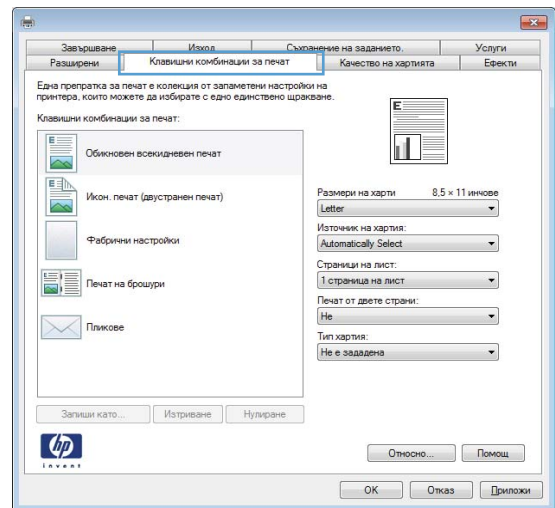 Завършване Изход Съхранение на заданието. Услуги
Разширени Клавишни комбинации за печат Качество на хартията Ефекти
Една препратка за печат е колекция от запаметени настройки на
принтера, които можете да избирате с едно единствено щракване.
Клавишни комбинации за печат:
Обикновен всекидневен печат
Икон. печат (двустранен печат)
Фабрични настройки
Печат на брошури
Пликове
Запиши като... Изтриване Нулиране
E
Размери на харти 8,5 × 11 инчове
Letter
Източник на хартия:
Automatically Select
Страници на лист:
1 страница на лист
Печат от двете страни:
Не
Тип хартия:
Не е зададена
hp
invent
Относно... Помощ
OK Отказ Приложи